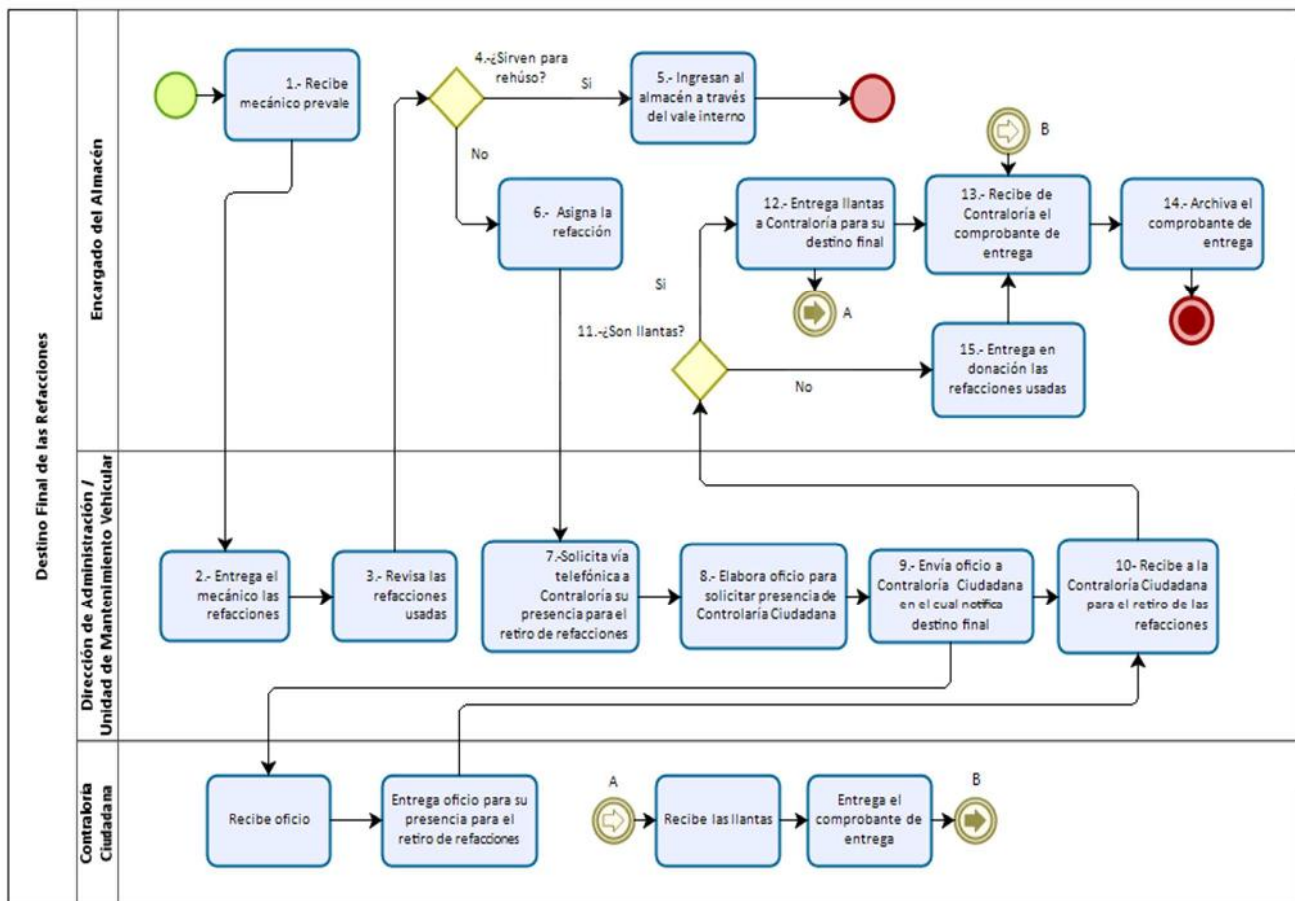 Destino Final de las Refacciones
Encargado del Almacén
1.- Recibe
mecánico prevale
4.-¿Sirven para
rehúso?
Si
5.- Ingresan al
almacén a través
del vale interno
No
6.- Asigna la
refacción
B
12.- Entrega llantas
a Contraloría para su
destino final
13.- Recibe de
Contraloría el
comprobante de
entrega
14.- Archiva el
comprobante de
entrega
Si
A
11.-¿Son llantas?
No
15.- Entrega en
donación las
refacciones usadas
Dirección de Administración /
Unidad de Mantenimiento Vehicular
2.- Entrega el
mecánico las
refacciones
3.- Revisa las
refacciones
usadas
7.-Solicita vía
telefónica a
Contraloría su
presencia para el
retiro de refacciones
8.- Elabora oficio para
solicitar presencia de
Controlaría Ciudadana
9.- Envía oficio a
Contraloría Ciudadana
en el cual notifica
destino final
10- Recibe a la
Contraloría Ciudadana
para el retiro de las
refacciones
Contraloría
Ciudadana
Recibe oficio
Entrega oficio para su
presencia para el
retiro de refacciones
A
Recibe las llantas
Entrega el
comprobante de
entrega
B